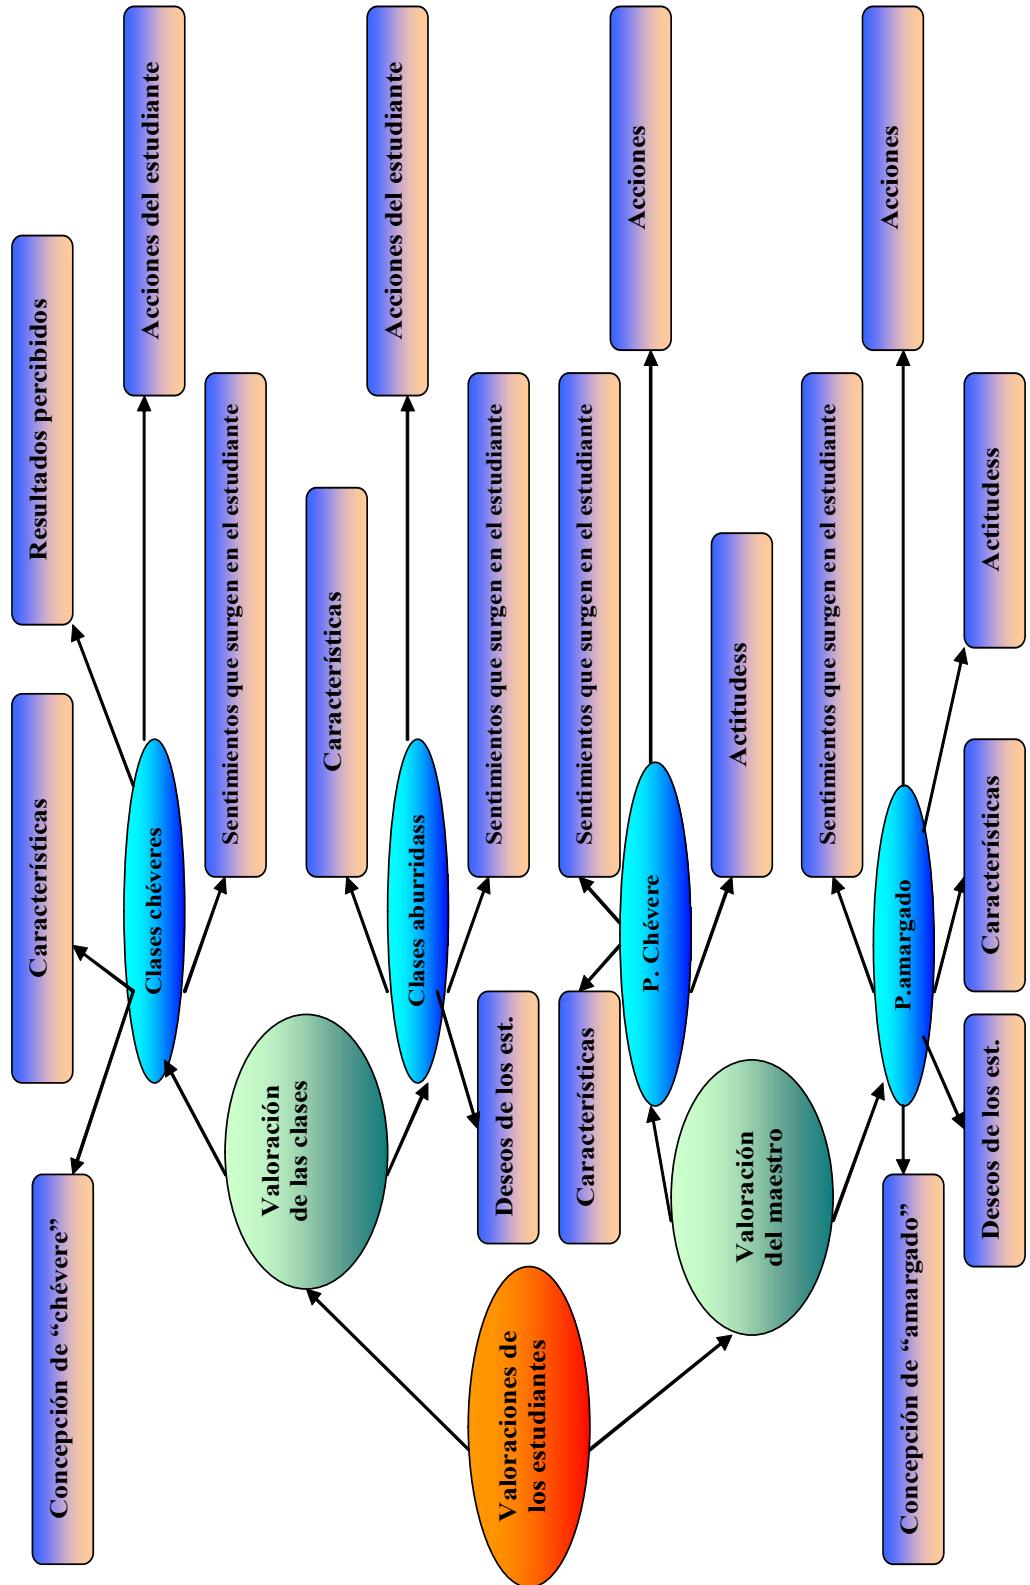 Concepción de “chévere”
Características
Resultados percibidos
Clases chéveres
Acciones del estudiante
Sentimientos que surgen en el estudiante
Valoración
de las clases
Características
Clases aburridass
Acciones del estudiante
Deseos de los est.
Sentimientos que surgen en el estudiante
Valoraciones de
los estudiantes
Características
Sentimientos que surgen en el estudiante
P. Chévere
Acciones
Valoración
del maestro
Actitudess
Sentimientos que surgen en el estudiante
Concepción de “amargado”
P.amargado
Acciones
Deseos de los est.
Características
Actitudess